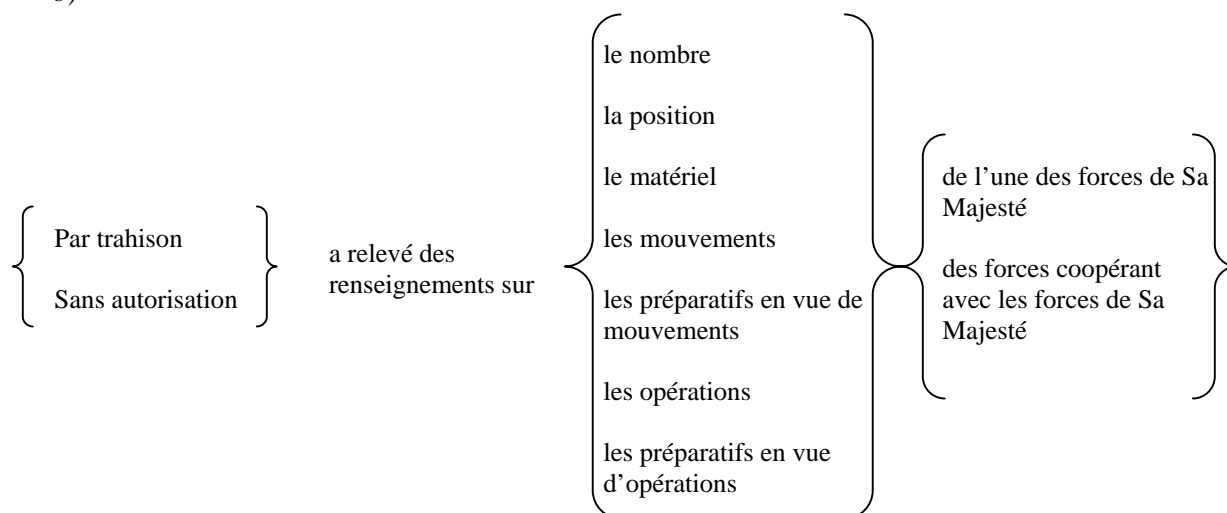 Par trahison
Sans autorisation
a relevé des
renseignements sur
le nombre
la position
le matériel
les mouvements
les préparatifs en vue de
mouvements
les opérations
les préparatifs en vue
d’opérations
de l’une des forces de Sa
Majesté
des forces coopérant
avec les forces de Sa
Majesté